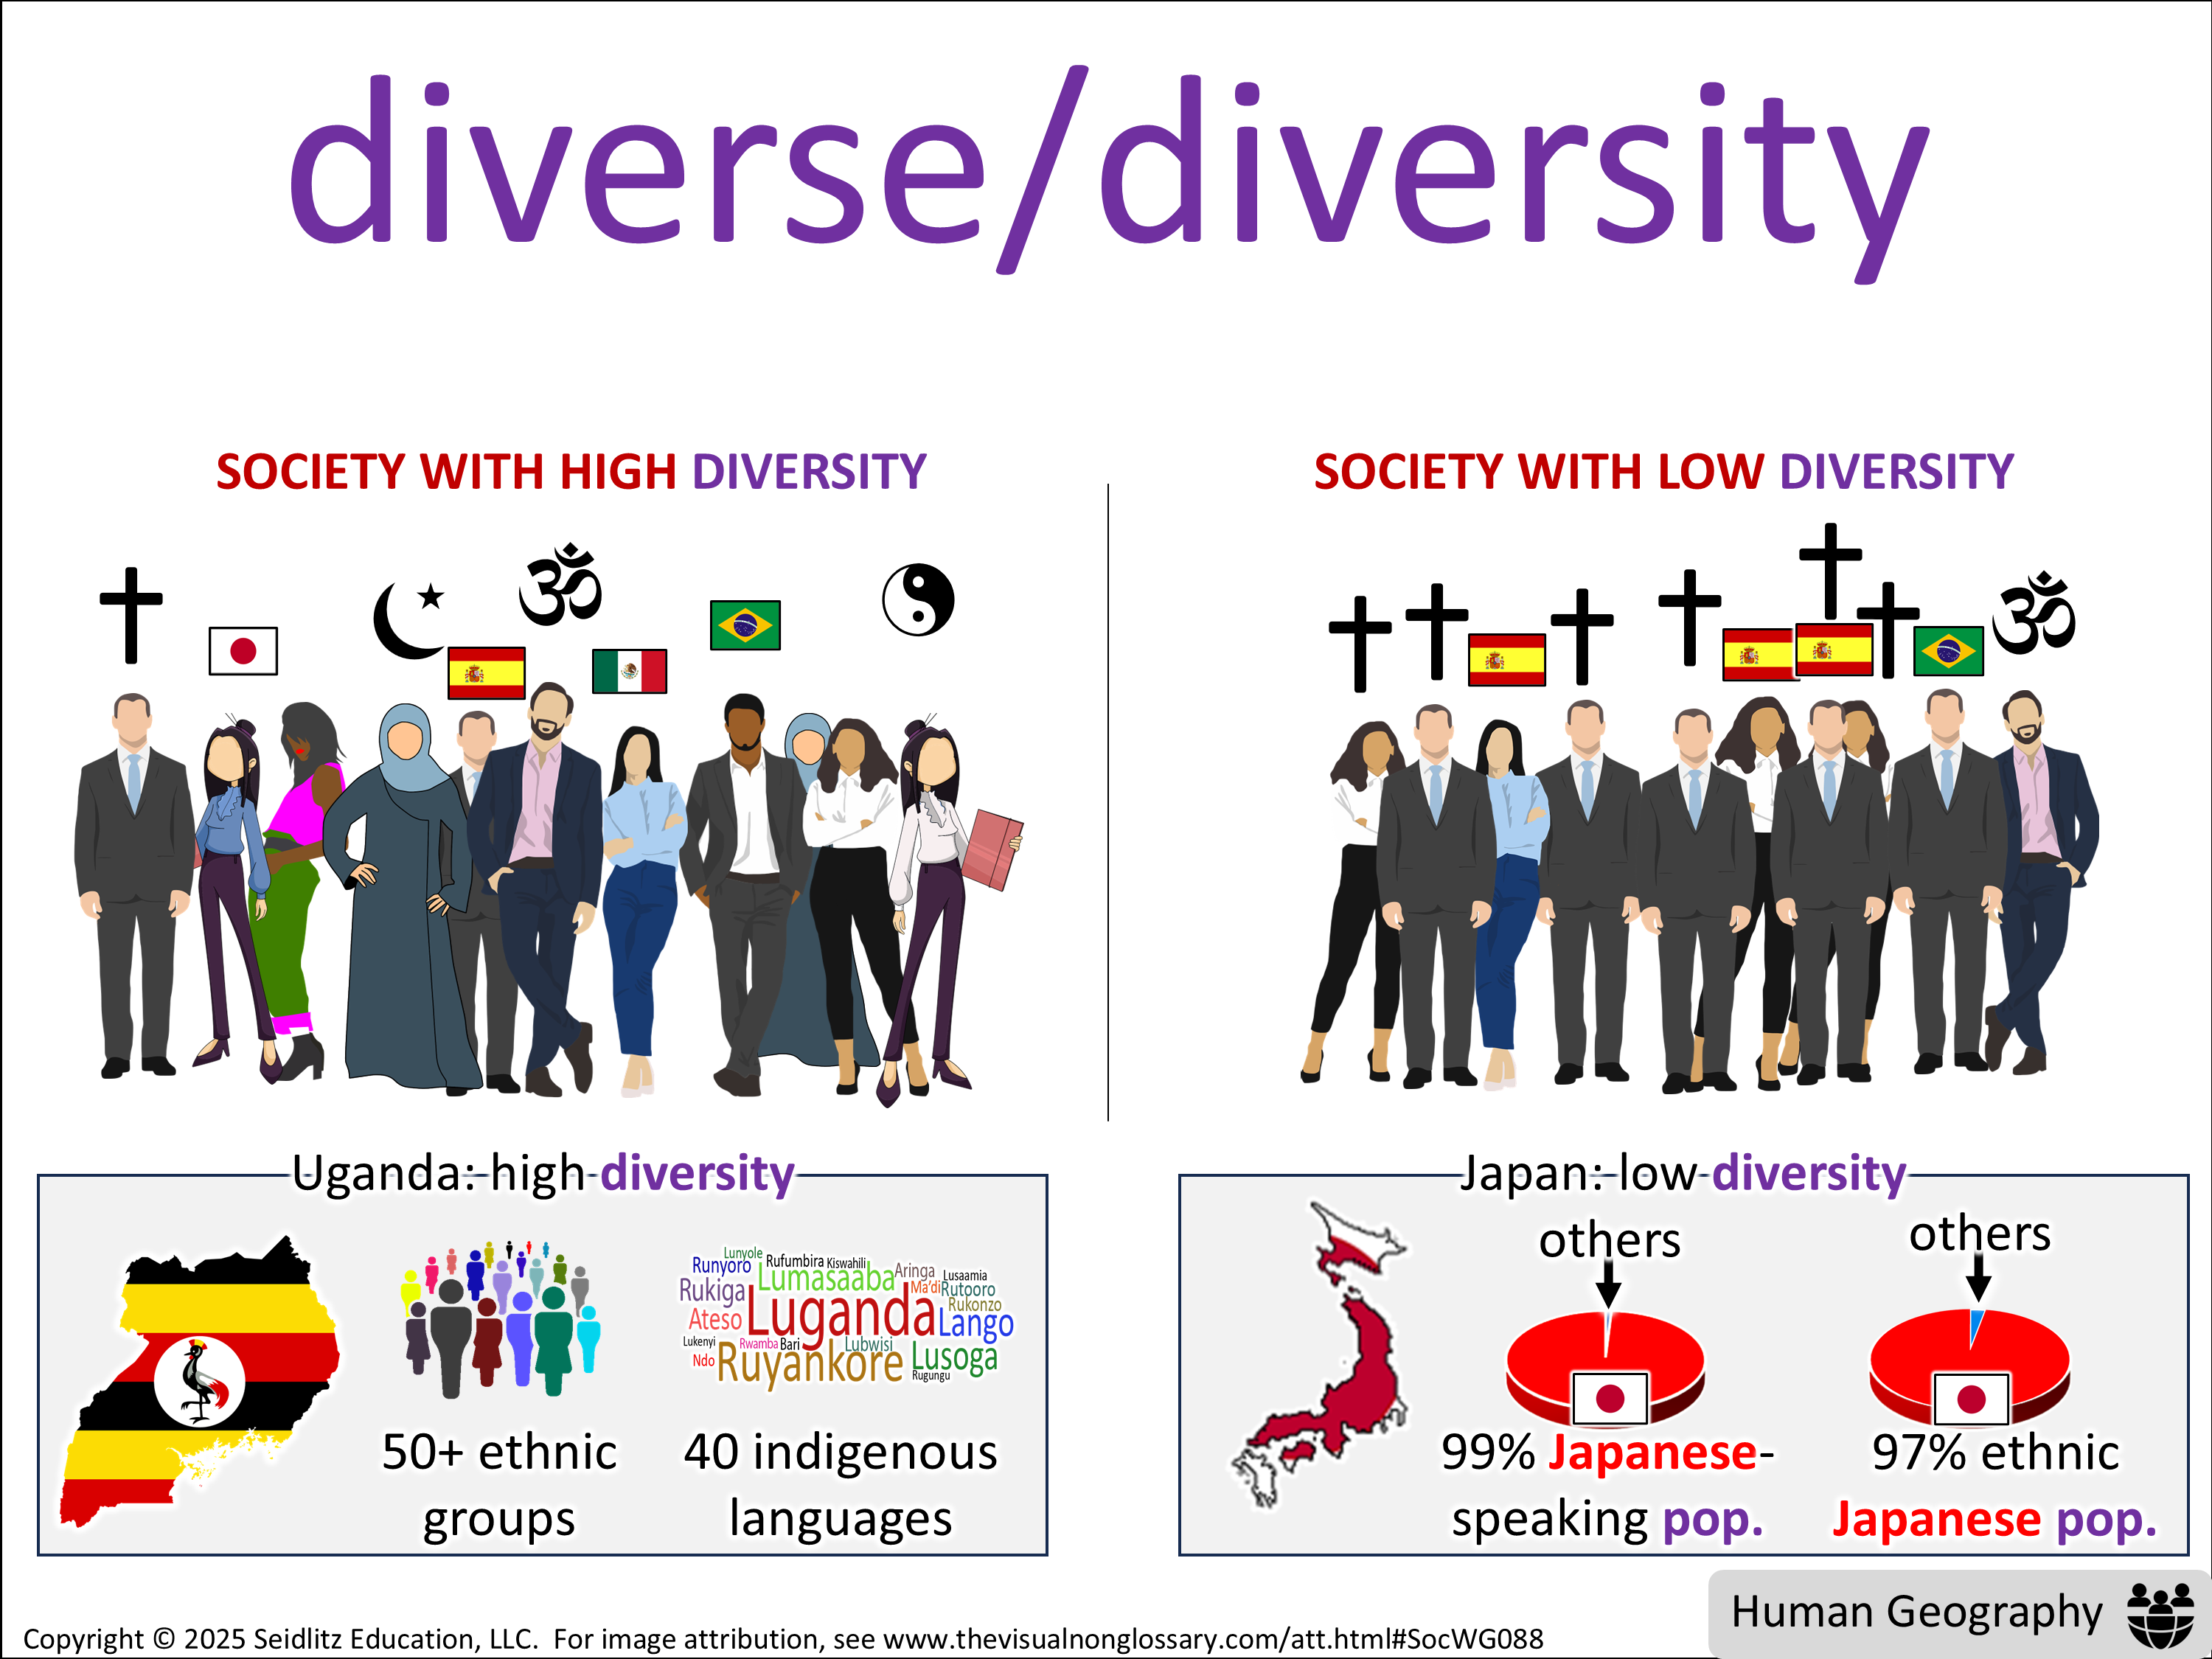 diverse/diversity
SOCIETY WITH HIGH DIVERSITY
SOCIETY WITH LOW DIVERSITY
Uganda: high diversity
Lunyole
Runyoro
Rufumbira
Kiswahili
Rukiga
Lumasaaba
Aringa
Lusaamia
Ma'di
Rutooro
Ateso
Luganda
Rukonzo
Lango
Lukenyi
Rwamba
Bari
Lubwisi
Ndo
Ruyankore
Lusoga
Rugungu
50+ ethnic
groups
40 indigenous
languages
Japan: low diversity
others
99% Japanese-
speaking pop.
others
97% ethnic
Japanese pop.
Human Geography
Copyright © 2025 Seidlitz Education, LLC.  For image attribution, see www.thevisualnonglossary.com/att.html#SocWG088